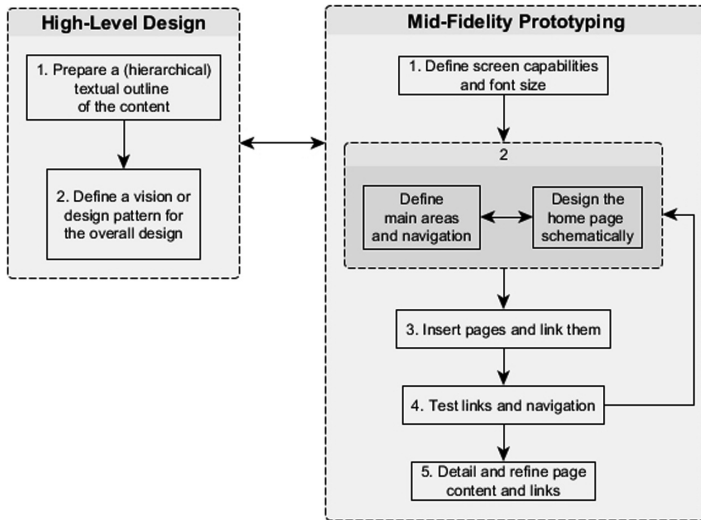 High-Level Design
1. Prepare a (hierarchical)
textual outline
of the content
2. Define a vision or
design pattern for
the overall design
Mid-Fidelity Prototyping
1. Define screen capabilities
and font size
2
Define
main areas
and navigation
Design the
home page
schematically
3. Insert pages and link them
4. Test links and navigation
5. Detail and refine page
content and links